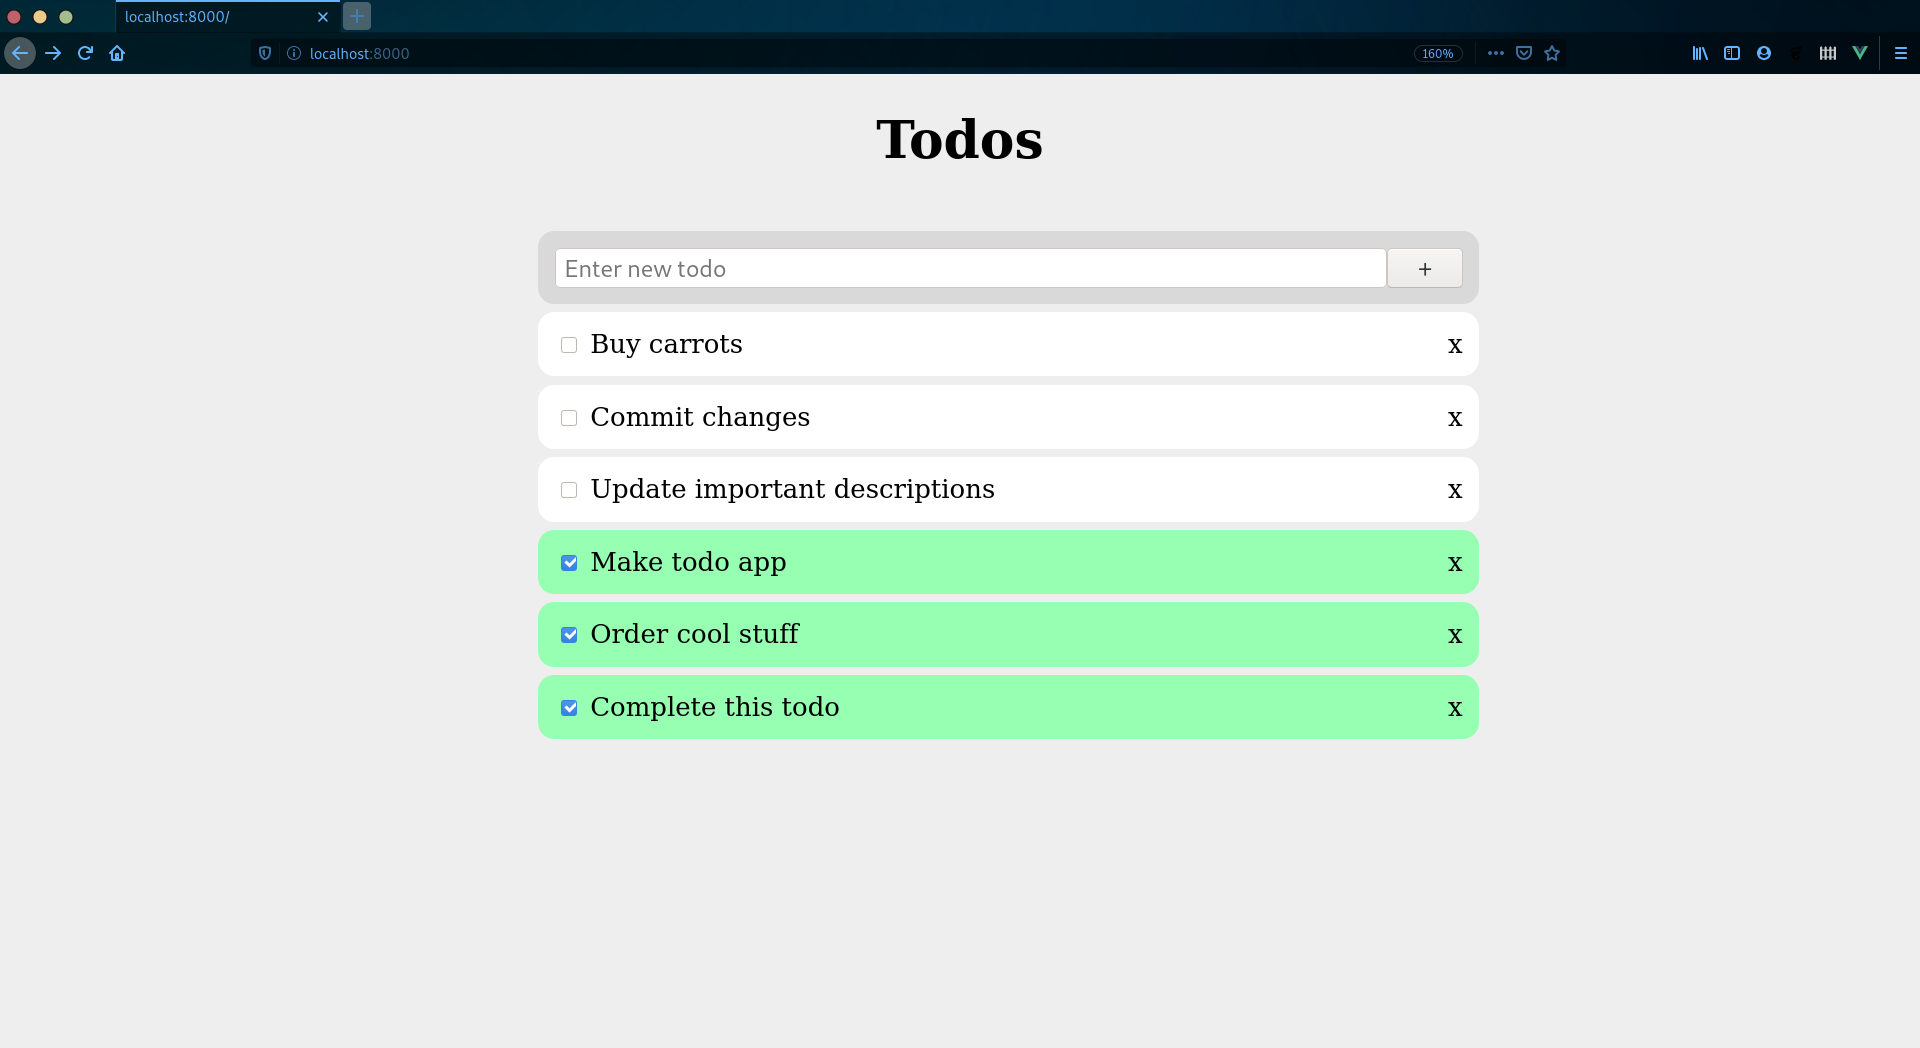 localhost:8000/
localhost:8000
160%
Todos
Enter new todo
+
Buy carrots x
Commit changes x
Update important descriptions x
Make todo app x
Order cool stuff x
Complete this todo x